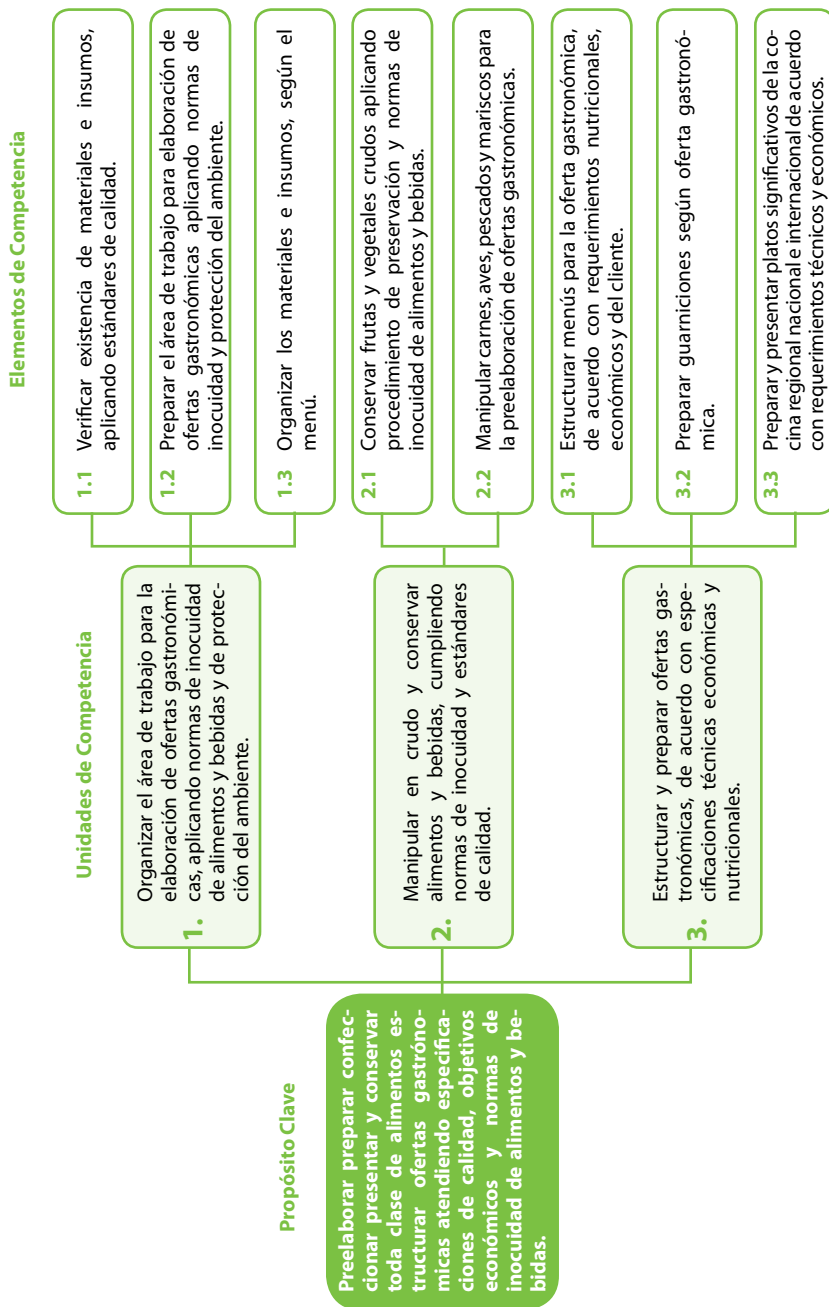 Propósito Clave
Preelaborar preparar confec-
cionar presentar y conservar
toda clase de alimentos es-
tructurar ofertas gastróno-
micas atendiendo especifica-
ciones de calidad, objetivos
económicos y normas de
inocuidad de alimentos y be-
bidas.
Unidades de Competencia
1. Organizar el área de trabajo para la
elaboración de ofertas gastronómi-
cas, aplicando normas de inocuidad
de alimentos y bebidas y de protec-
ción del ambiente.
2. Manipular en crudo y conservar
alimentos y bebidas, cumpliendo
normas de inocuidad y estándares
de calidad.
3. Estructurar y preparar ofertas gas-
tronómicas, de acuerdo con espe-
cificaciones técnicas económicas y
nutricionales.
Elementos de Competencia
1.1 Verificar existencia de materiales e insumos,
aplicando estándares de calidad.
1.2 Preparar el área de trabajo para elaboración de
ofertas gastronómicas aplicando normas de
inocuidad y protección del ambiente.
1.3 Organizar los materiales e insumos, según el
menú.
2.1 Conservar frutas y vegetales crudos aplicando
procedimiento de preservación y normas de
inocuidad de alimentos y bebidas.
2.2 Manipular carnes, aves, pescados y mariscos para
la preelaboración de ofertas gastronómicas.
3.1 Estructurar menús para la oferta gastronómica,
de acuerdo con requerimientos nutricionales,
económicos y del cliente.
3.2 Preparar guarniciones según oferta gastronó-
mica.
3.3 Preparar y presentar platos significativos de la co-
cina regional nacional e internacional de acuerdo
con requerimientos técnicos y económicos.